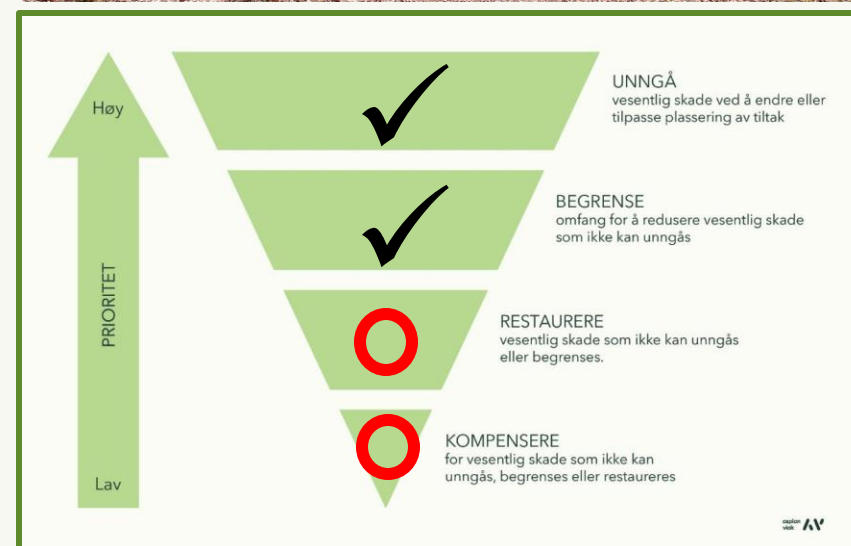 Høy
PRIORITET
Lav
UNNGÅ
vesentlig skade ved å endre eller
tilpasse plassering av tiltak
BEGRENSE
omfang for å redusere vesentlig skade
som ikke kan unngås
RESTAURERE
vesentlig skade som ikke kan unngås
eller begrenses.
KOMPENSERE
for vesentlig skade som ikke kan
unngås, begrenses eller restaureres
asplan
viak